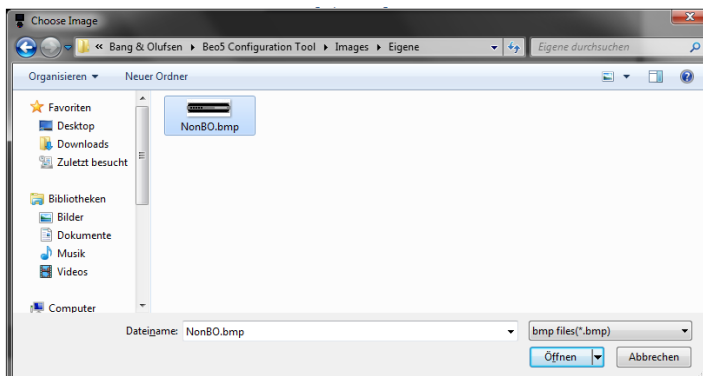 Choose Image
« Bang & Olufsen Beo5 Configuration Tool Images Eigene
Eigene durchsuchen
Organisieren Neuer Ordner
Favoriten
Desktop
Downloads
Zuletzt besucht
Bibliotheken
Bilder
Dokumente
Musik
Videos
Computer
NonBO.bmp
Dateiname: NonBO.bmp
bmp files(*.bmp)
Öffnen Abbrechen